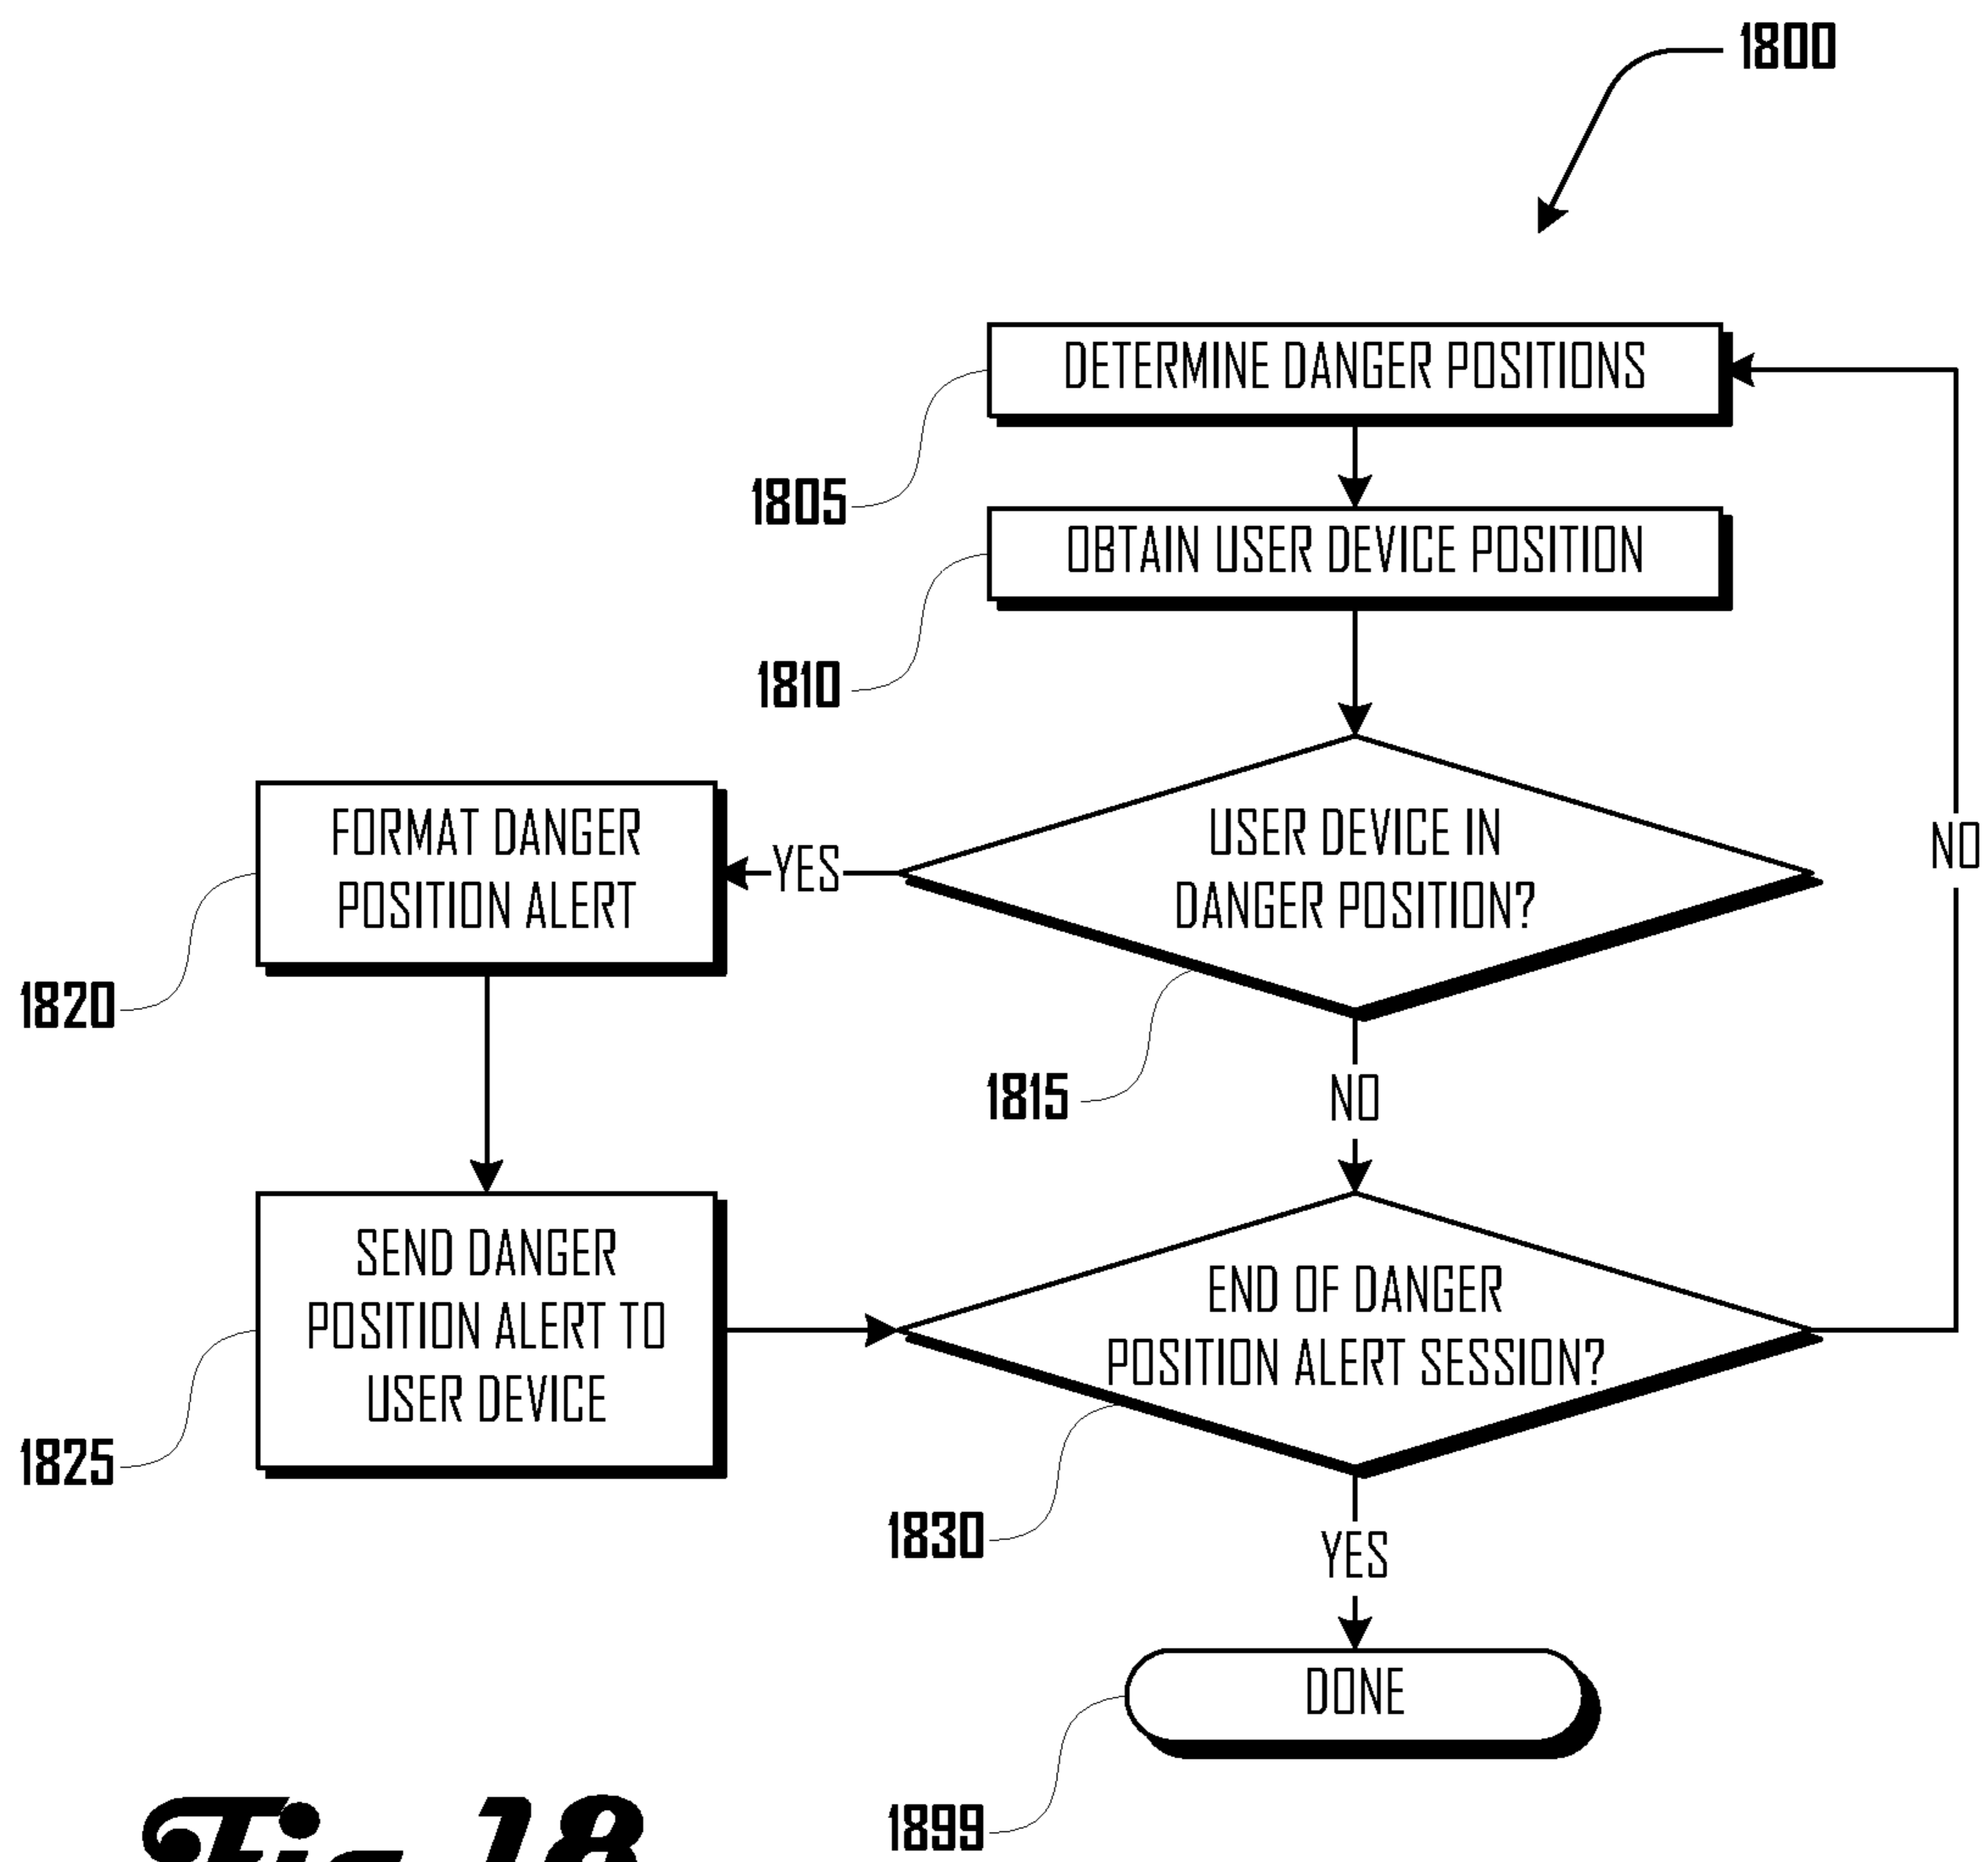 1800
DETERMINE DANGER POSITIONS
1805
OBTAIN USER DEVICE POSITION
1810
USER DEVICE IN
DANGER POSITION?
1815
YES
NO
FORMAT DANGER
POSITION ALERT
1820
SEND DANGER
POSITION ALERT TO
USER DEVICE
1825
END OF DANGER
POSITION ALERT SESSION?
1830
NO
YES
DONE
1899
Fig. 18